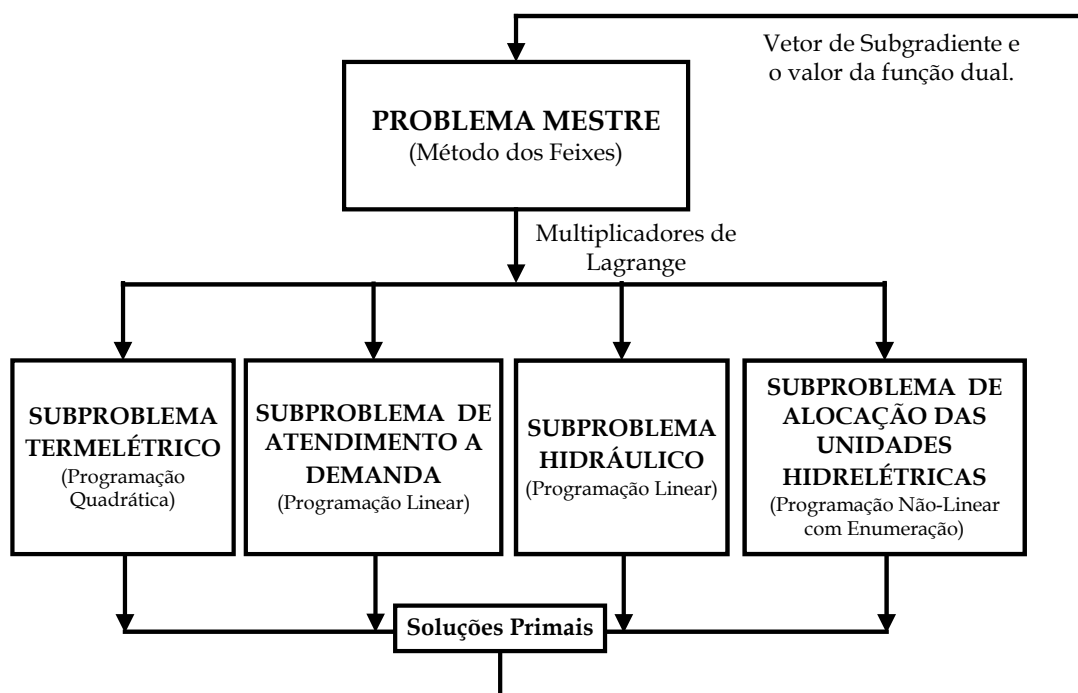 Vetor de Subgradiente e
o valor da função dual.
PROBLEMA MESTRE
(Método dos Feixes)
Multiplicadores de
Lagrange
SUBPROBLEMA
TERMELÉTRICO
(Programação
Quadrática)
SUBPROBLEMA DE
ATENDIMENTO A
DEMANDA
(Programação Linear)
SUBPROBLEMA
HIDRÁULICO
(Programação Linear)
SUBPROBLEMA DE
ALOCAÇÃO DAS
UNIDADES
HIDRELÉTRICAS
(Programação Não-Linear
com Enumeração)
Soluções Primais